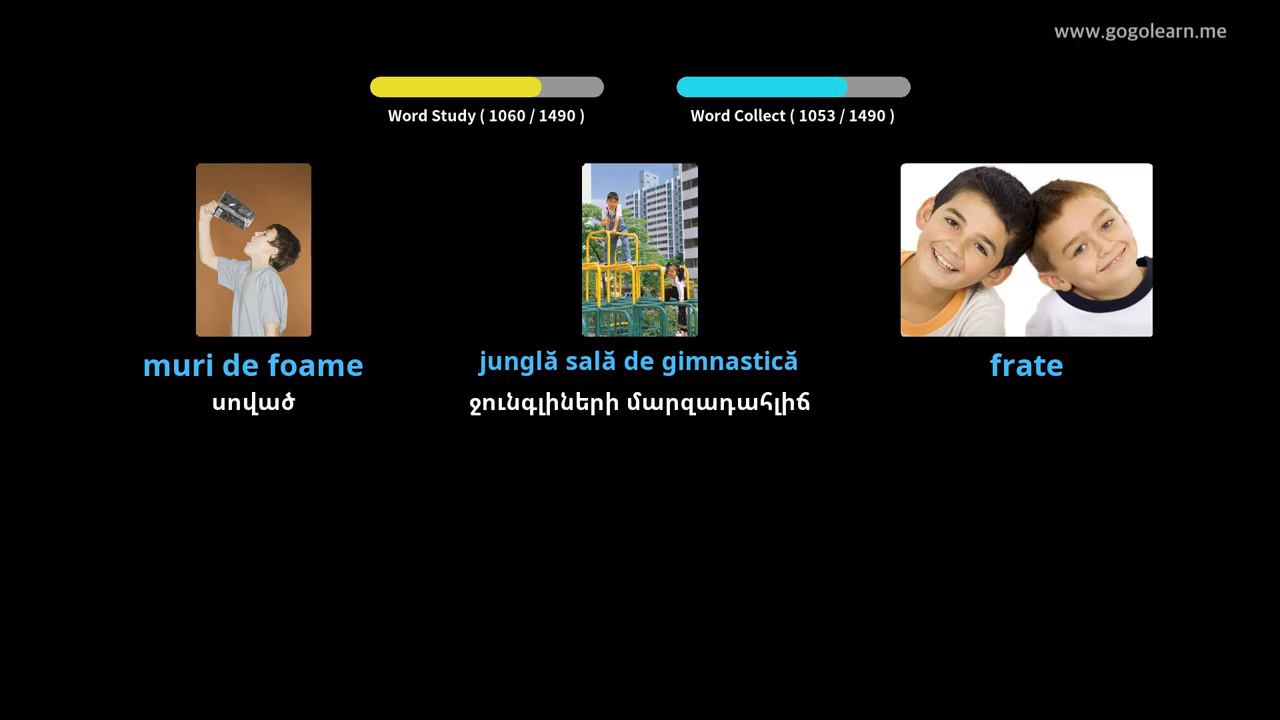 www.gogolearn.me
Word Study ( 1060 / 1490 )
Word Collect ( 1053 / 1490 )
muri de foame
սոված
junglă sală de gimnastică
ջունգլիների մարզադահլիճ
frate